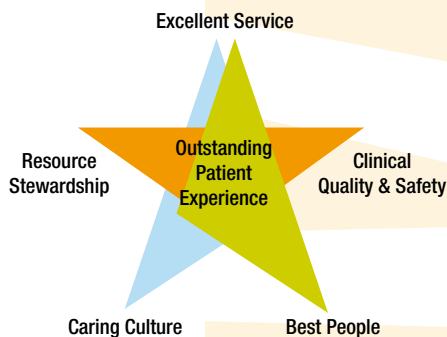 Excellent Service
Outstanding
Patient
Experience
Resource
Stewardship
Clinical
Quality & Safety
Caring Culture
Best People